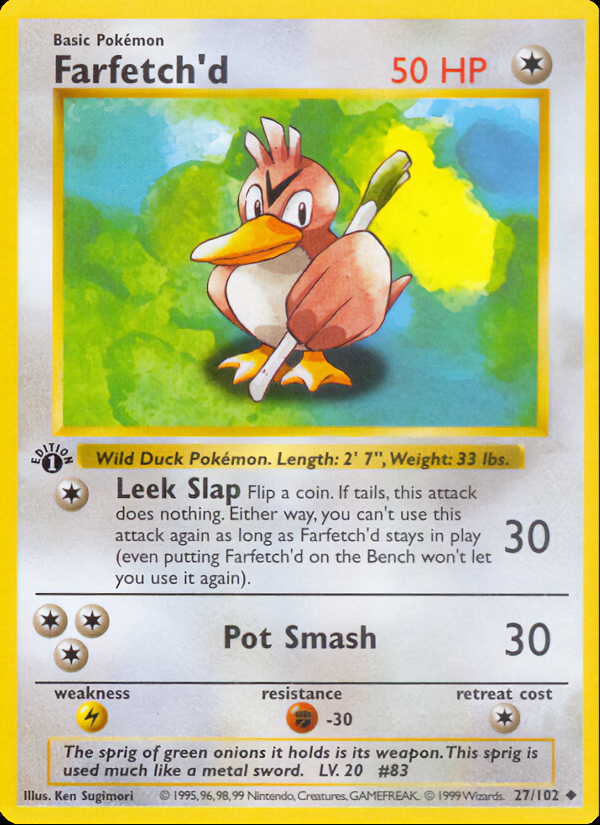 Basic Pokémon
Farfetch'd
50 HP
EDITION
1
Wild Duck Pokémon. Length: 2' 7", Weight: 33 lbs.
Leek Slap Flip a coin. If tails, this attack
does nothing. Either way, you can't use this
attack again as long as Farfetch'd stays in play
(even putting Farfetch'd on the Bench won't let
you use it again).
30
Pot Smash
30
weakness
resistance
retreat cost
-30
The sprig of green onions it holds is its weapon. This sprig is
used much like a metal sword. LV. 20 #83
Illus. Ken Sugimori © 1995, 96, 98, 99 Nintendo, Creatures, GAMEFREAK. © 1999 Wizards. 27/102